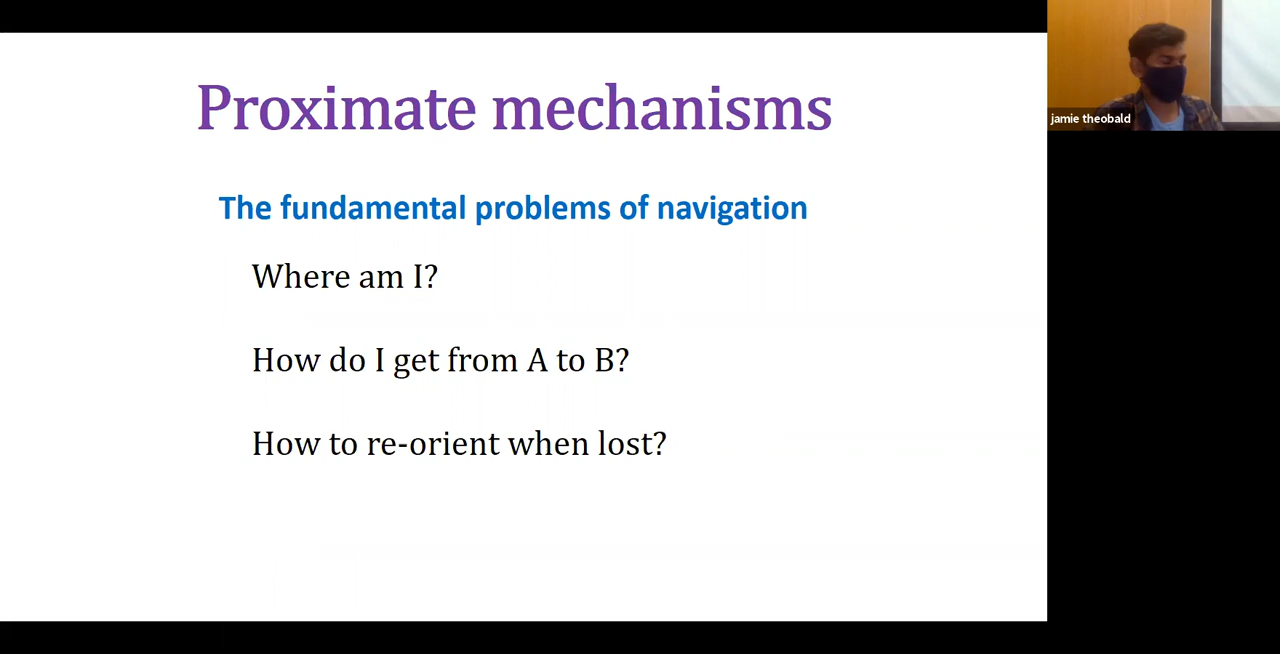 Proximate mechanisms
The fundamental problems of navigation
Where am I?
How do I get from A to B?
How to re-orient when lost?
jamie theobald